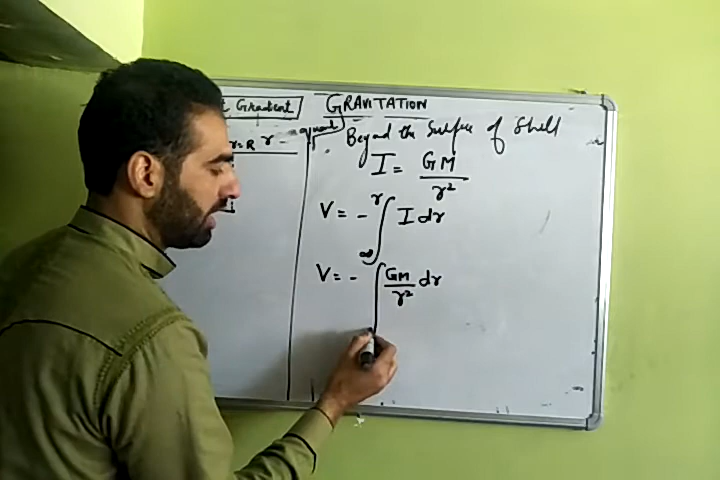 Gradient
GRAVITATION
r=R
Beyond the Surface of Shell
I = GM / r²
V = - ∫ r ∞ I dr
V = - ∫ GM / r² dr